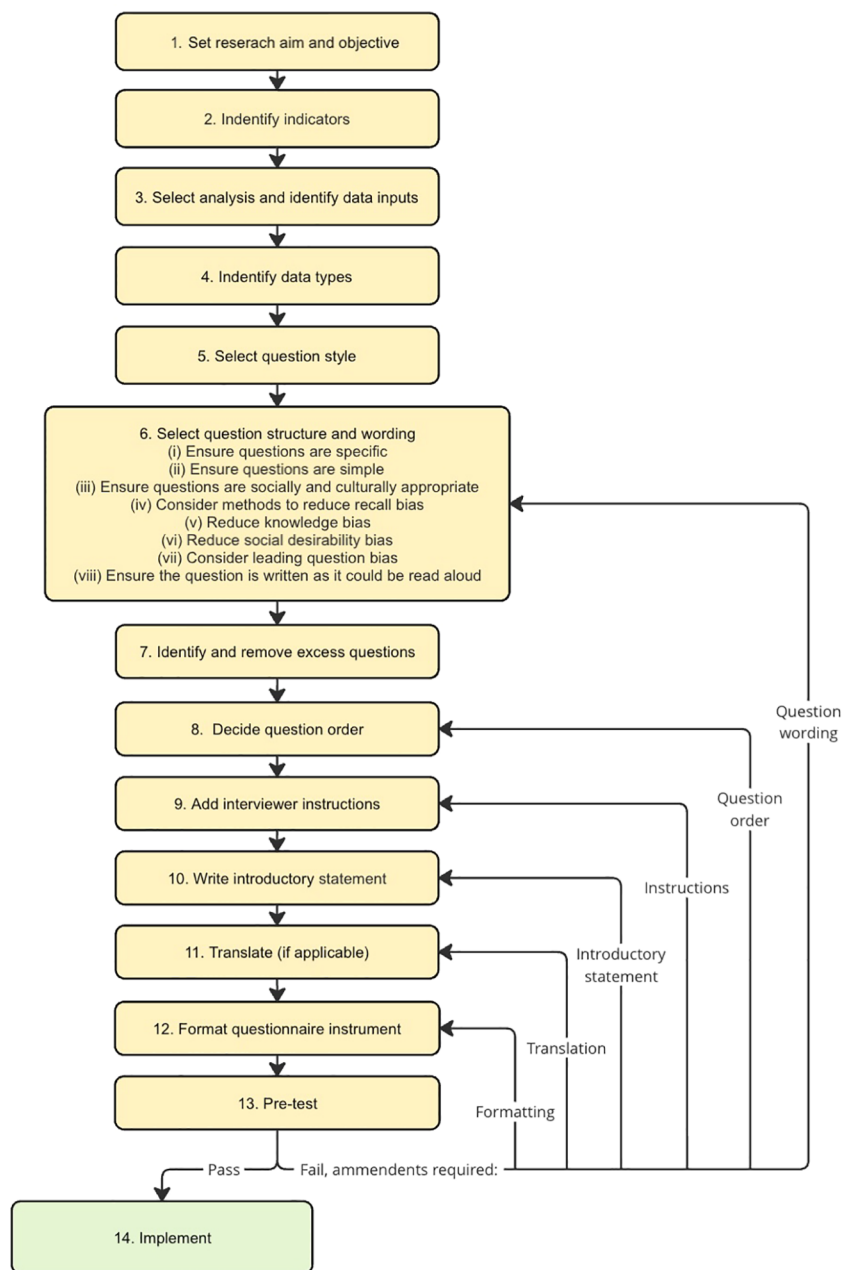 1. Set reserach aim and objective
2. Indentify indicators
3. Select analysis and identify data inputs
4. Indentify data types
5. Select question style
6. Select question structure and wording
(i) Ensure questions are specific
(ii) Ensure questions are simple
(iii) Ensure questions are socially and culturally appropriate
(iv) Consider methods to reduce recall bias
(v) Reduce knowledge bias
(vi) Reduce social desirability bias
(vii) Consider leading question bias
(viii) Ensure the question is written as it could be read aloud
7. Identify and remove excess questions
8. Decide question order
9. Add interviewer instructions
10. Write introductory statement
11. Translate (if applicable)
12. Format questionnaire instrument
13. Pre-test
Question
wording
Question
order
Instructions
Introductory
statement
Translation
Formatting
Pass
Fail, ammendents required:
14. Implement